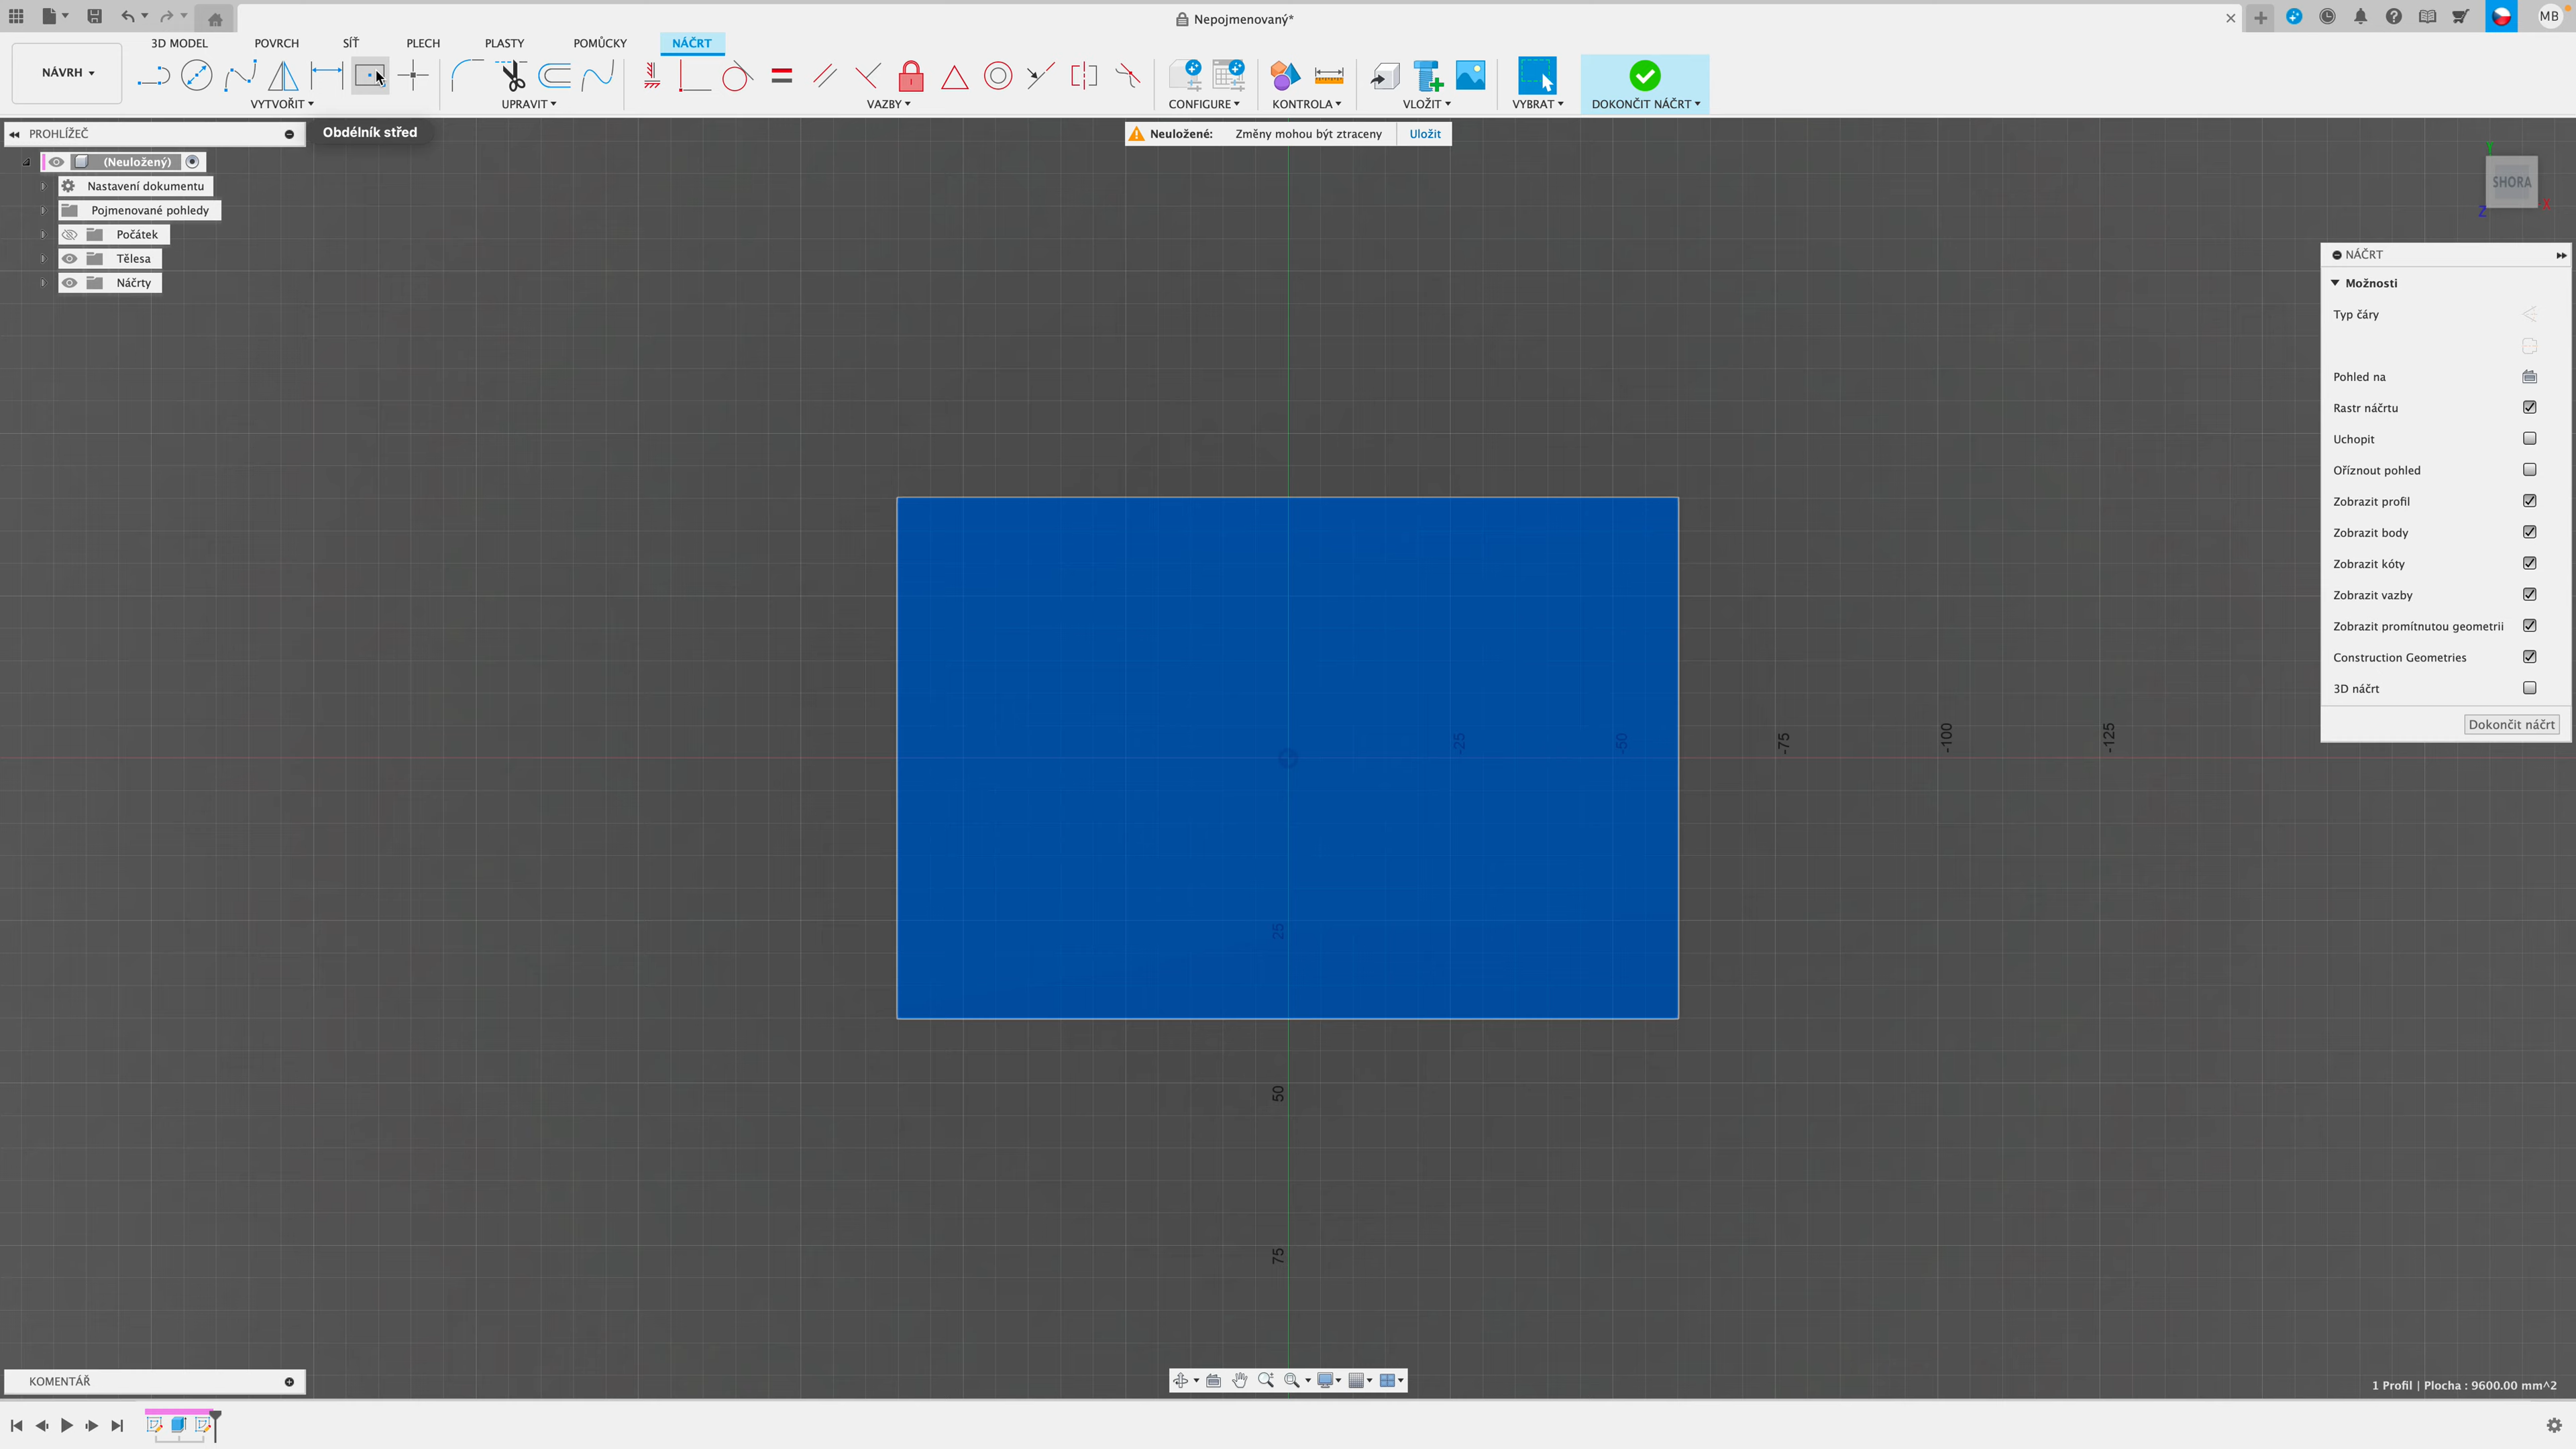 Nepojmenovaný*
MB
NÁVRH
3D MODEL
POVRCH
SÍŤ
PLECH
PLASTY
POMŮCKY
NÁČRT
VYTVOŘIT
UPRAVIT
VAZBY
CONFIGURE
KONTROLA
VLOŽIT
VYBRAT
DOKONČIT NÁČRT
PROHLÍŽEČ
Obdélník střed
Neuložené: Změny mohou být ztraceny Uložit
(Neuložený)
Nastavení dokumentu
Pojmenované pohledy
Počátek
Tělesa
Náčrty
Y
SHORA
Z
X
NÁČRT
Možnosti
Typ čáry
Pohled na
Rastr náčrtu
Uchopit
Oříznout pohled
Zobrazit profil
Zobrazit body
Zobrazit kóty
Zobrazit vazby
Zobrazit promítnutou geometrii
Construction Geometries
3D náčrt
Dokončit náčrt
-25
-50
-75
-100
-125
25
50
75
KOMENTÁŘ
1 Profil | Plocha : 9600.00 mm^2